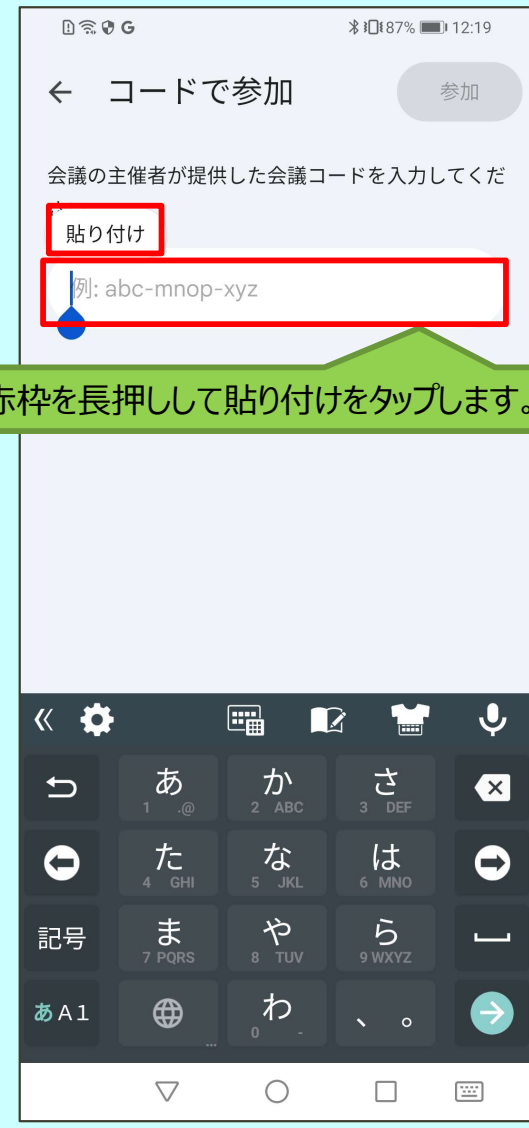 G 87% 12:19
コードで参加 参加
会議の主催者が提供した会議コードを入力してくだ
貼り付け
例: abc-mnop-xyz
赤枠を長押しして貼り付けをタップします。
あ か さ
1 .@ 2 ABC 3 DEF
た な は
4 GHI 5 JKL 6 MNO
記号 ま や ら
7 PQRS 8 TUV 9 WXYZ
あA1 わ 、。
0 -